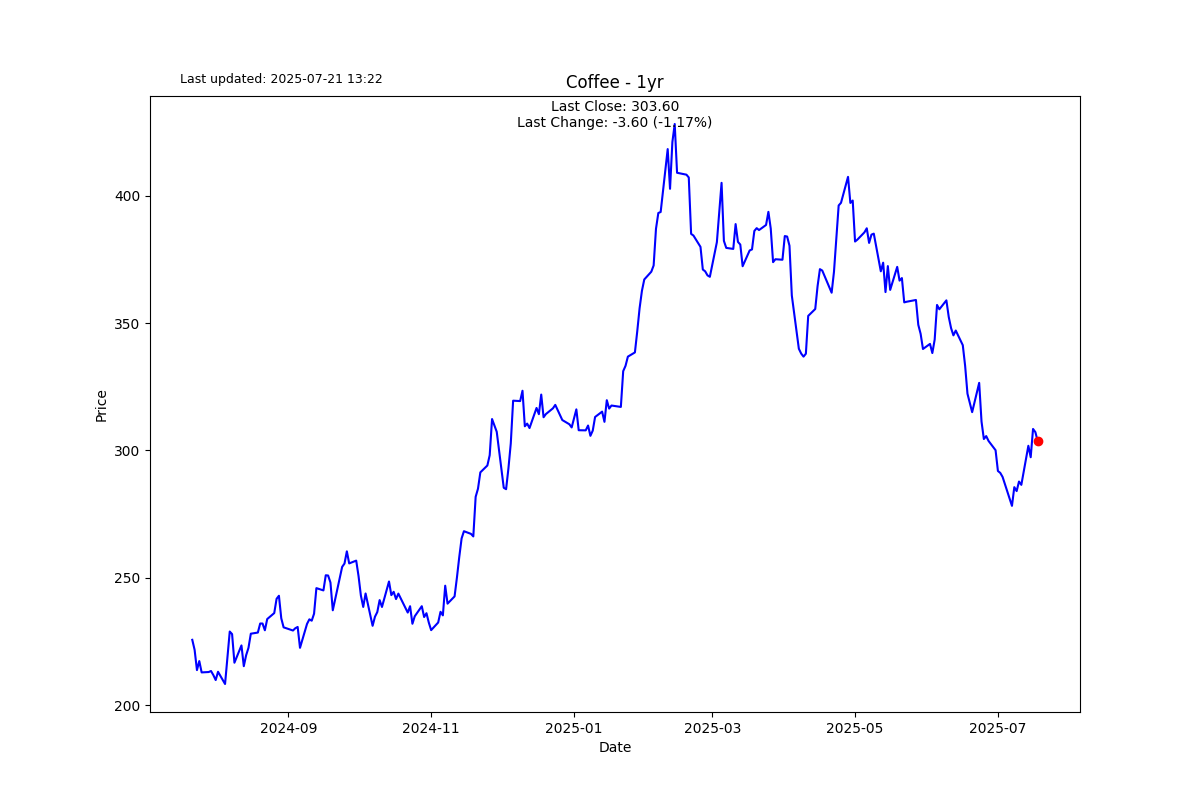 Last updated: 2025-07-21 13:22
Coffee - 1yr
Last Close: 303.60
Last Change: -3.60 (-1.17%)
400
350
300
250
200
Price
2024-09
2024-11
2025-01
2025-03
2025-05
2025-07
Date